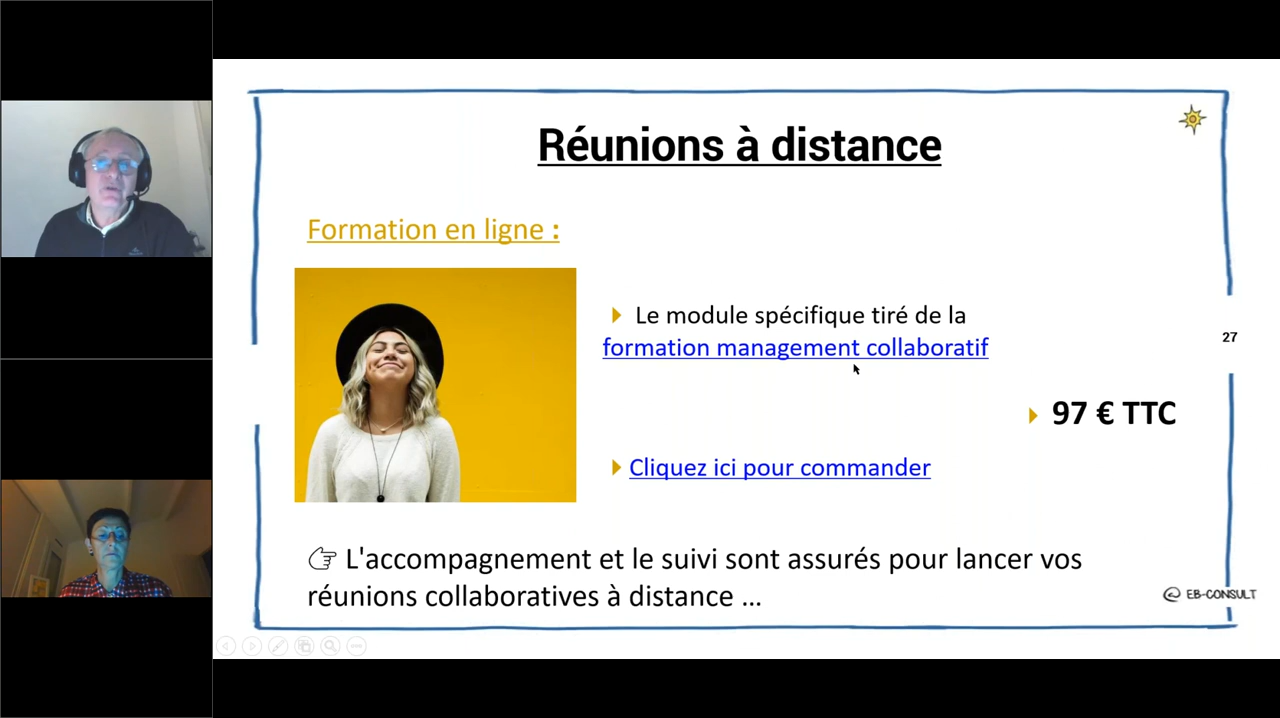 Réunions à distance
Formation en ligne :
Le module spécifique tiré de la
formation management collaboratif
27
97 € TTC
Cliquez ici pour commander
L'accompagnement et le suivi sont assurés pour lancer vos
réunions collaboratives à distance ...
EB-CONSULT